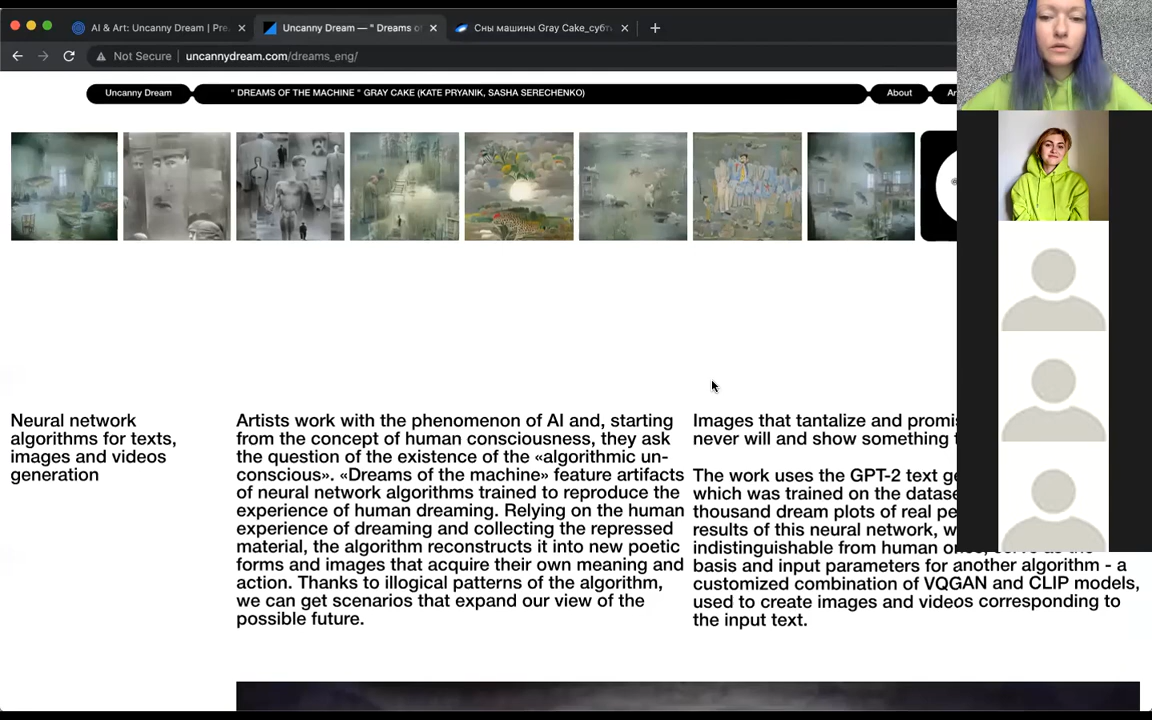 AI & Art: Uncanny Dream | Pre
Uncanny Dream — " Dreams of
Сны машины Gray Cake_субт
Not Secure
uncannydream.com/dreams_eng/
Uncanny Dream
" DREAMS OF THE MACHINE " GRAY CAKE (KATE PRYANIK, SASHA SERECHENKO)
About
Neural network
algorithms for texts,
images and videos
generation
Artists work with the phenomenon of AI and, starting
from the concept of human consciousness, they ask
the question of the existence of the «algorithmic un-
conscious». «Dreams of the machine» feature artifacts
of neural network algorithms trained to reproduce the
experience of human dreaming. Relying on the human
experience of dreaming and collecting the repressed
material, the algorithm reconstructs it into new poetic
forms and images that acquire their own meaning and
action. Thanks to illogical patterns of the algorithm,
we can get scenarios that expand our view of the
possible future.
Images that tantalize and promi
never will and show something
The work uses the GPT-2 text ge
which was trained on the datase
thousand dream plots of real pe
results of this neural network, w
indistinguishable from human
basis and input parameters for another algorithm - a
customized combination of VQGAN and CLIP models,
used to create images and videos corresponding to
the input text.